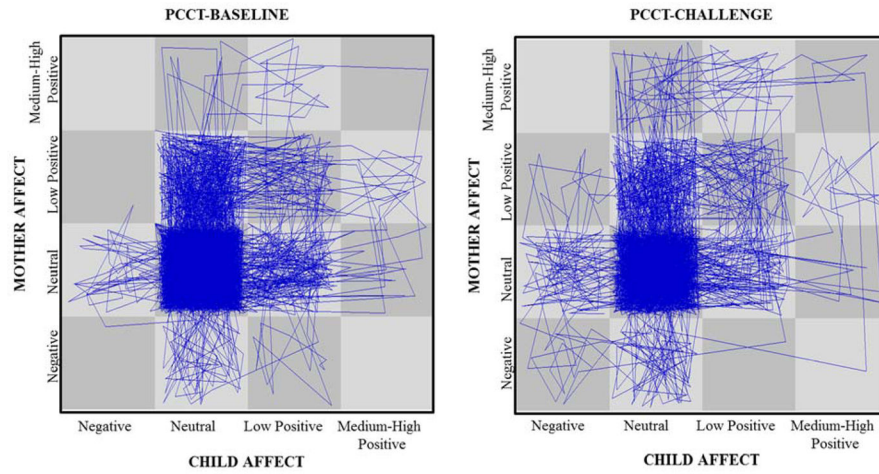 PCCT-BASELINE
MOTHER AFFECT
Medium-High
Positive
Low Positive
Neutral
Negative
Negative
Neutral
Low Positive
Medium-High
Positive
CHILD AFFECT
PCCT-CHALLENGE
MOTHER AFFECT
Medium-High
Positive
Low Positive
Neutral
Negative
Negative
Neutral
Low Positive
Medium-High
Positive
CHILD AFFECT